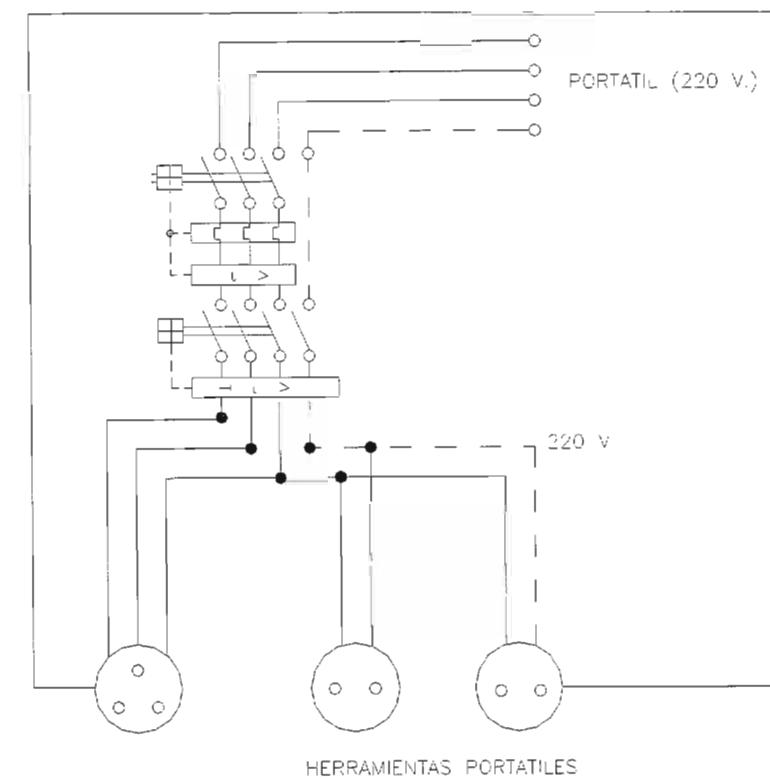 PORTATIL (220 V.)
I >
I I >
220 V
HERRAMIENTAS PORTATILES